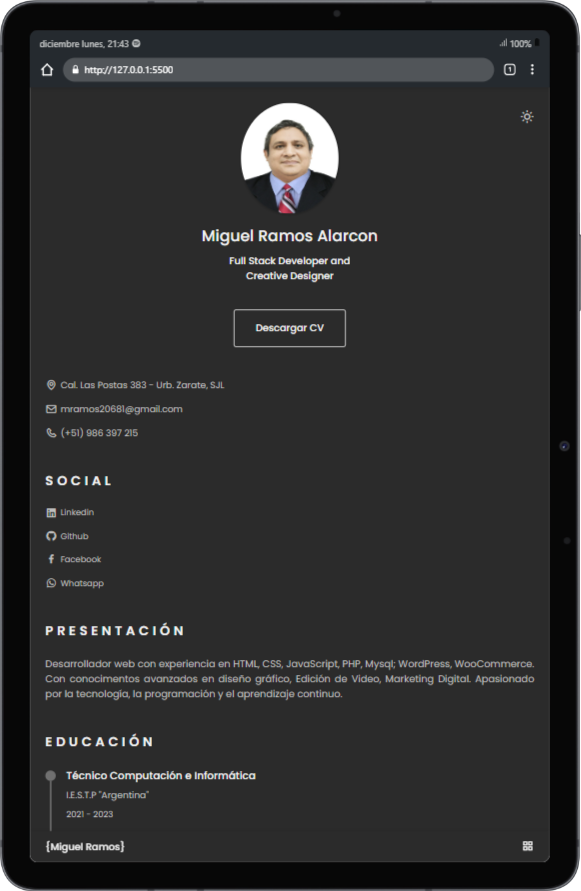 diciembre lunes, 21:43
100%
http://127.0.0.1:5500
1
Miguel Ramos Alarcon
Full Stack Developer and
Creative Designer
Descargar CV
Cal. Las Postas 383 - Urb. Zarate, SJL
mramos20681@gmail.com
(+51) 986 397 215
SOCIAL
Linkedin
Github
Facebook
Whatsapp
PRESENTACIÓN
Desarrollador web con experiencia en HTML, CSS, JavaScript, PHP, Mysql; WordPress, WooCommerce.
Con conocimientos avanzados en diseño gráfico, Edición de Video, Marketing Digital. Apasionado
por la tecnología, la programación y el aprendizaje continuo.
EDUCACIÓN
Técnico Computación e Informática
I.E.S.T.P "Argentina"
2021 - 2023
{Miguel Ramos}